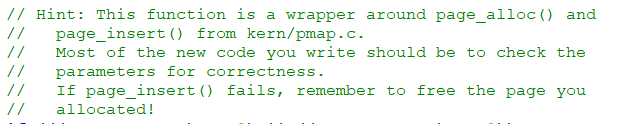 // Hint: This function is a wrapper around page_alloc() and
//   page_insert() from kern/pmap.c.
//   Most of the new code you write should be to check the
//   parameters for correctness.
//   If page_insert() fails, remember to free the page you
//   allocated!